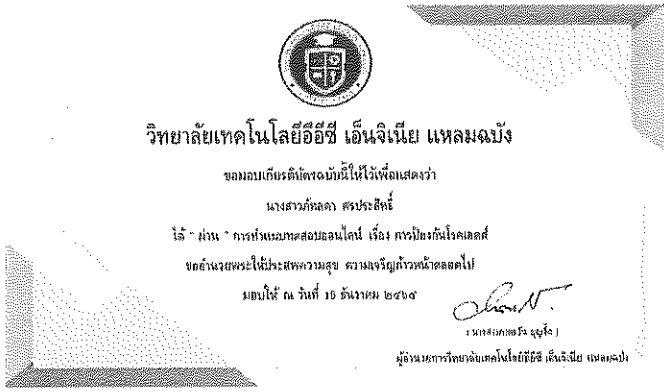 วิทยาลัยเทคโนโลยีอีอีซี เอ็นจิเนีย แหลมฉบัง
ขอมอบเกียรติบัตรฉบับนี้ให้ไว้เพื่อแสดงว่า
นางสาวภัทลดา ศรประสิทธิ์
ได้ " ผ่าน " การทำแบบทดสอบออนไลน์ เรื่อง การป้องกันโรคเอดส์
ขออำนวยพระให้ประสพความสุข ความเจริญก้าวหน้าตลอดไป
มอบให้ ณ วันที่ 16 ธันวาคม ๒๕๖๔
ผู้อำนวยการวิทยาลัยเทคโนโลยีอีอีซี เอ็นจิเนีย แหลมฉบัง